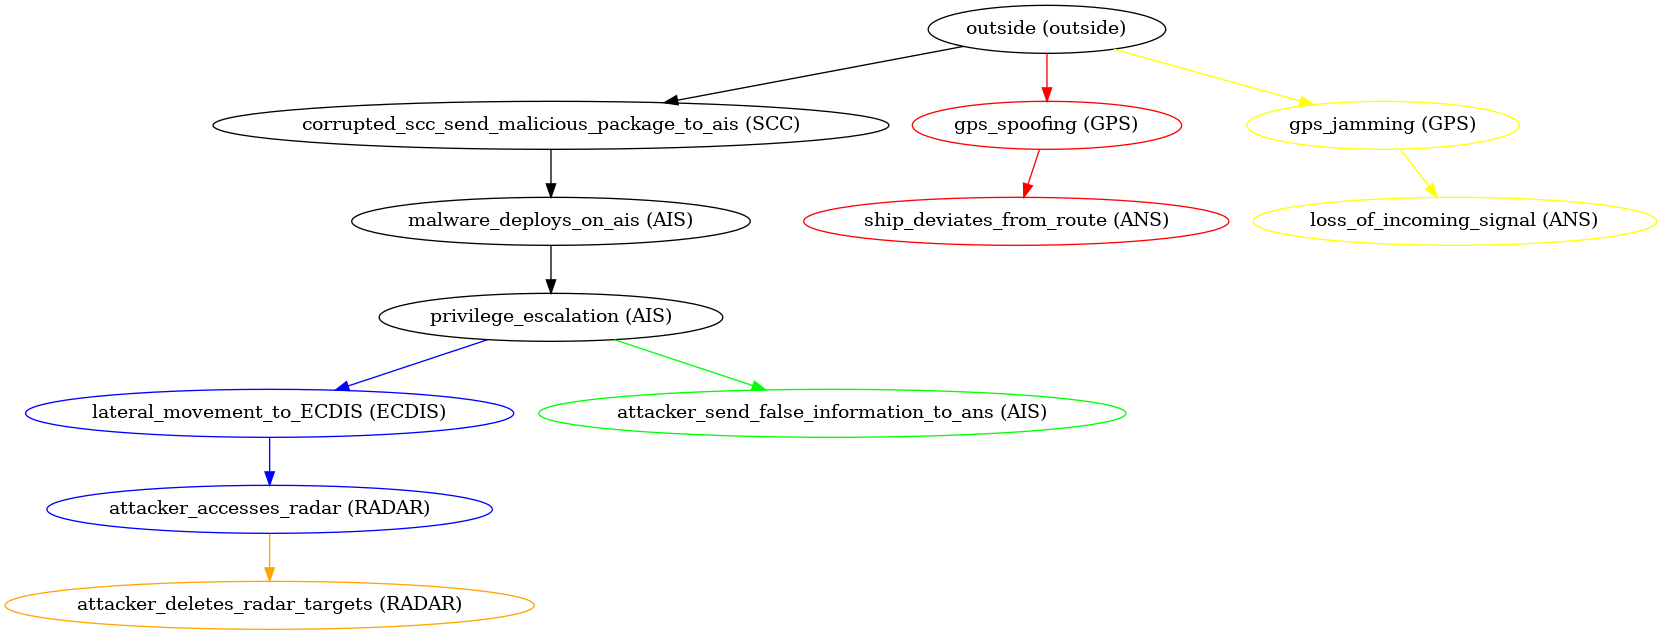 outside (outside)
corrupted_scc_send_malicious_package_to_ais (SCC)
gps_spoofing (GPS)
gps_jamming (GPS)
malware_deploys_on_ais (AIS)
ship_deviates_from_route (ANS)
loss_of_incoming_signal (ANS)
privilege_escalation (AIS)
lateral_movement_to_ECDIS (ECDIS)
attacker_send_false_information_to_ans (AIS)
attacker_accesses_radar (RADAR)
attacker_deletes_radar_targets (RADAR)